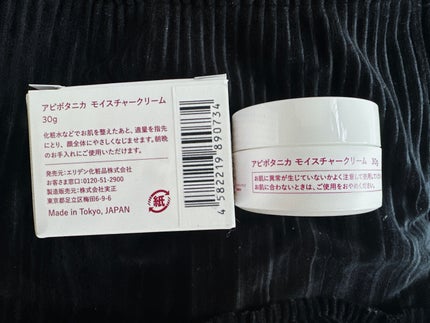 アピボタニカ モイスチャークリーム
30g
化粧水などでお肌を整えたあと、適量を指先
にとり、顔全体にやさしくなじませます。朝晩
のお手入れにご使用いただけます。
発売元:エリデン化粧品株式会社
お客さま窓口:0120-51-2900
製造販売元:株式会社実正
東京都足立区梅田6-9-6
Made in Tokyo, JAPAN
紙
4582219890734
アピボタニカ モイスチャークリーム 30g
お肌に異常が生じていないかよく注意して使用して
お肌に合わないときは、ご使用をおやめください。